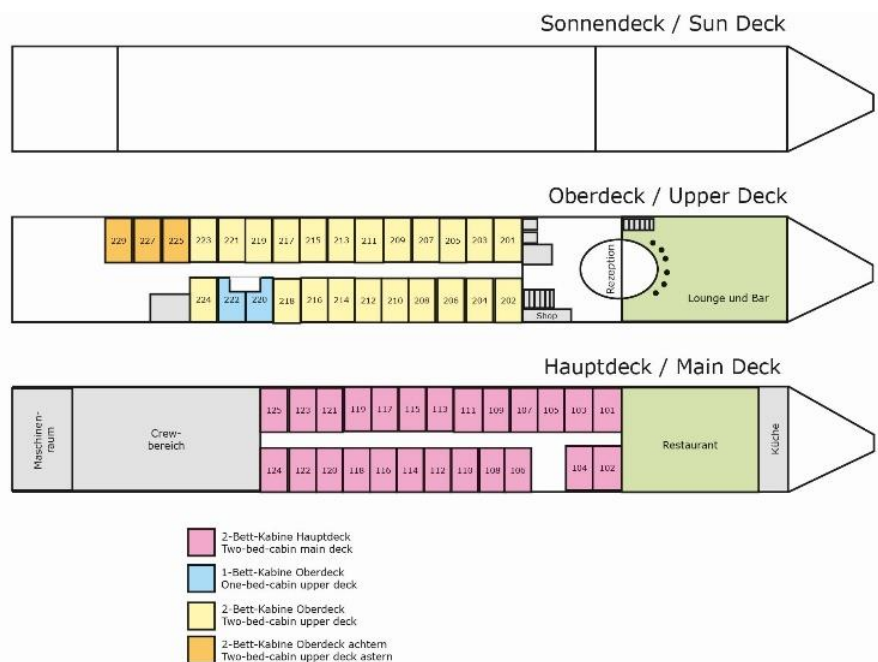 Sonnendeck / Sun Deck
Oberdeck / Upper Deck
229 227 225 223 221 219 217 215 213 211 209 207 205 203 201
Rezeption
224 222 220 218 216 214 212 210 208 206 204 202
Lounge und Bar
Shop
Hauptdeck / Main Deck
Maschinen-
raum
Crew-
bereich
125 123 121 119 117 115 113 111 109 107 105 103 101
Restaurant
Küche
124 122 120 118 116 114 112 110 108 106 104 102
2-Bett-Kabine Hauptdeck
Two-bed-cabin main deck
1-Bett-Kabine Oberdeck
One-bed-cabin upper deck
2-Bett-Kabine Oberdeck
Two-bed-cabin upper deck
2-Bett-Kabine Oberdeck achtern
Two-bed-cabin upper deck astern